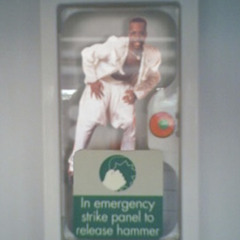 In emergency
strike panel to
release hammer